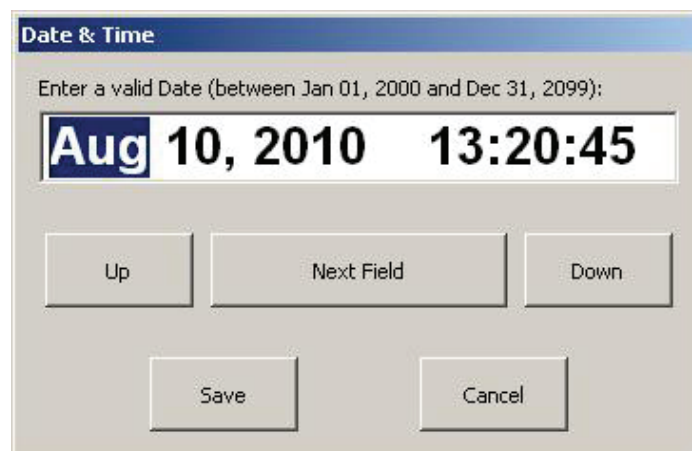 Date & Time
Enter a valid Date (between Jan 01, 2000 and Dec 31, 2099):
Aug 10, 2010 13:20:45
Up Next Field Down
Save Cancel